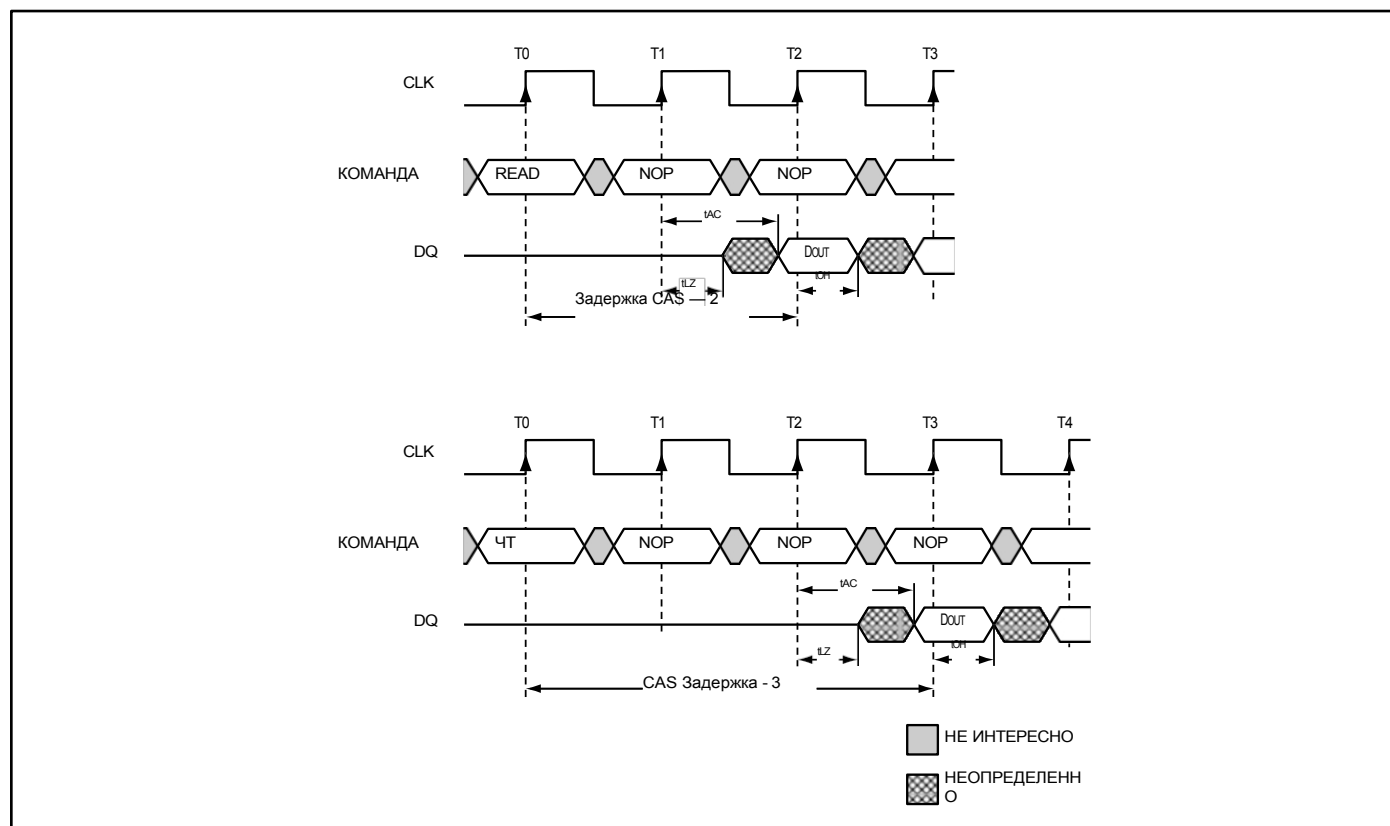 T0 T1 T2 T3
CLK
КОМАНДА READ NOP NOP
tAC
DQ DOUT
tLZ tOH
Задержка CAS — 2
T0 T1 T2 T3 T4
CLK
КОМАНДА ЧТ NOP NOP NOP
tAC
DQ DOUT
tLZ tOH
CAS Задержка - 3
НЕ ИНТЕРЕСНО
НЕОПРЕДЕЛЕНН
О